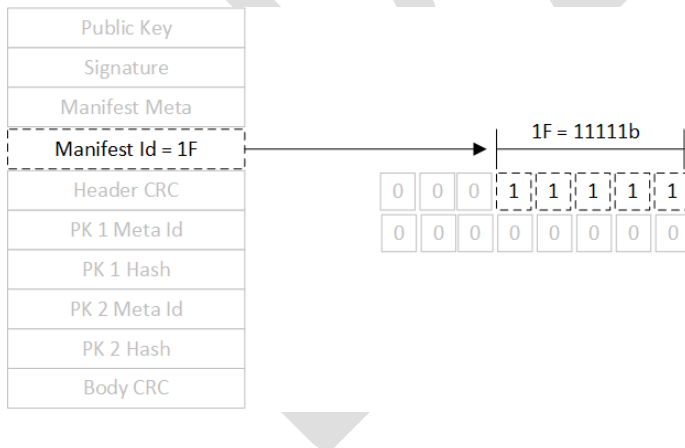 Public Key
Signature
Manifest Meta
Manifest Id = 1F
1F = 11111b
Header CRC
0 0 0 1 1 1 1 1
PK 1 Meta Id
0 0 0 0 0 0 0 0
PK 1 Hash
PK 2 Meta Id
PK 2 Hash
Body CRC